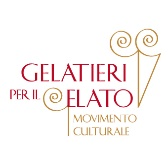 GELATIERI
PER IL GELATO
MOVIMENTO
CULTURALE